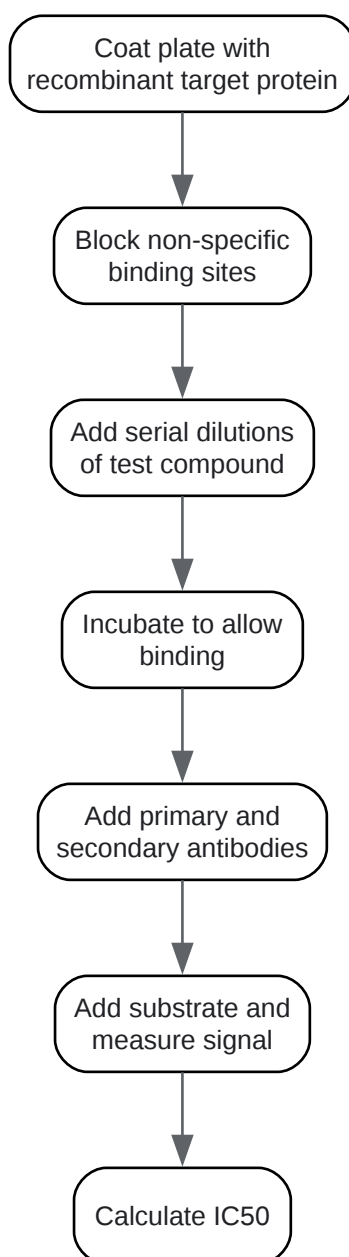 Coat plate with
recombinant target protein
Block non-specific
binding sites
Add serial dilutions
of test compound
Incubate to allow
binding
Add primary and
secondary antibodies
Add substrate and
measure signal
Calculate IC50